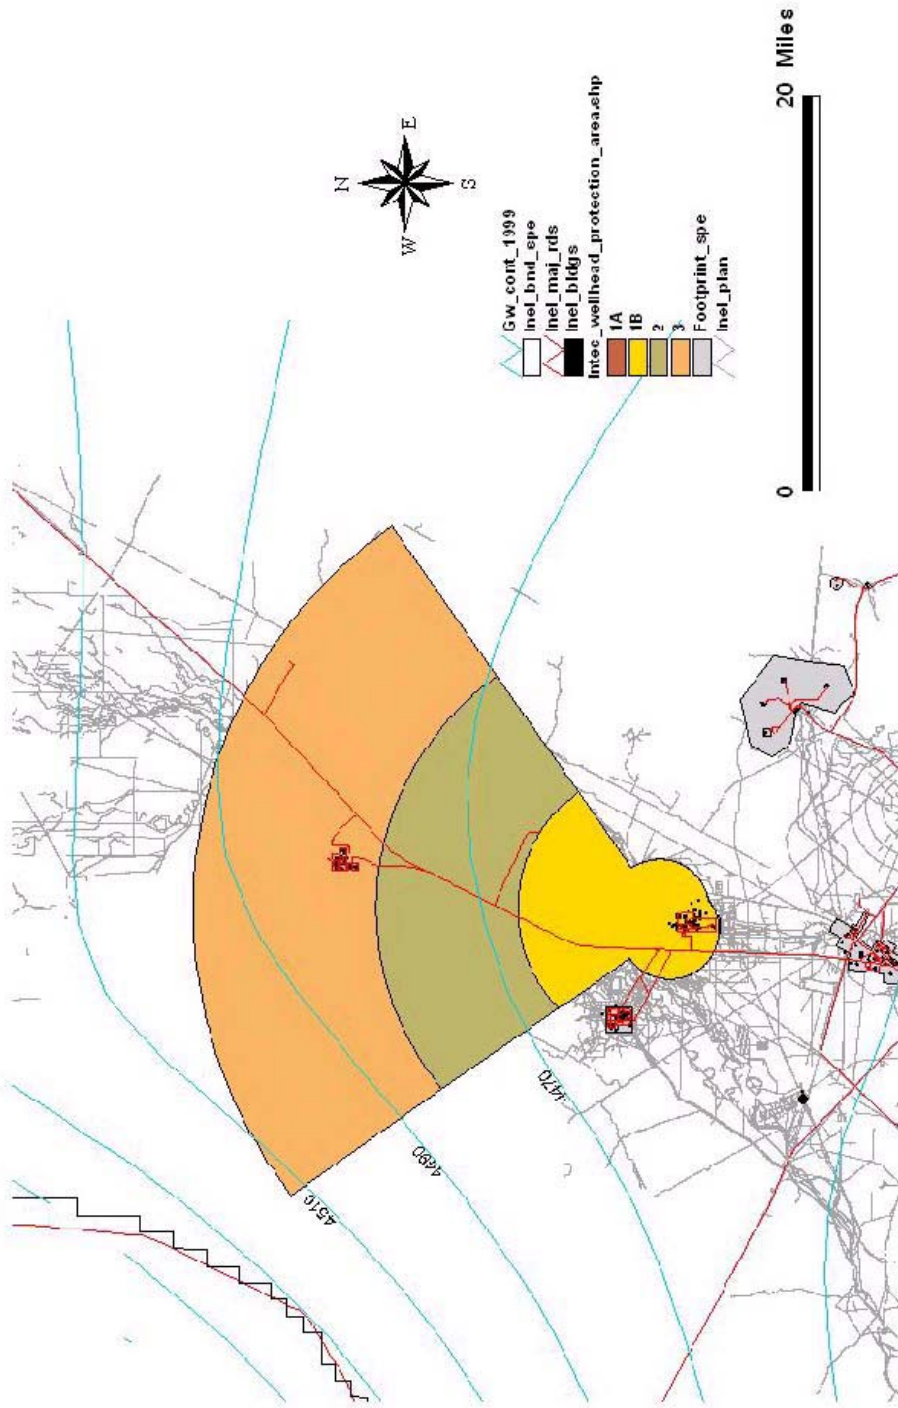 N
W
E
S
Gw_cont_1999
Inel_bnd_spe
Inel_maj_rds
Inel_bldgs
Intec_wellhead_protection_area.shp
1A
1B
2
3
Footprint_spe
Inel_plan
0
20 Miles
4510
4490
4470